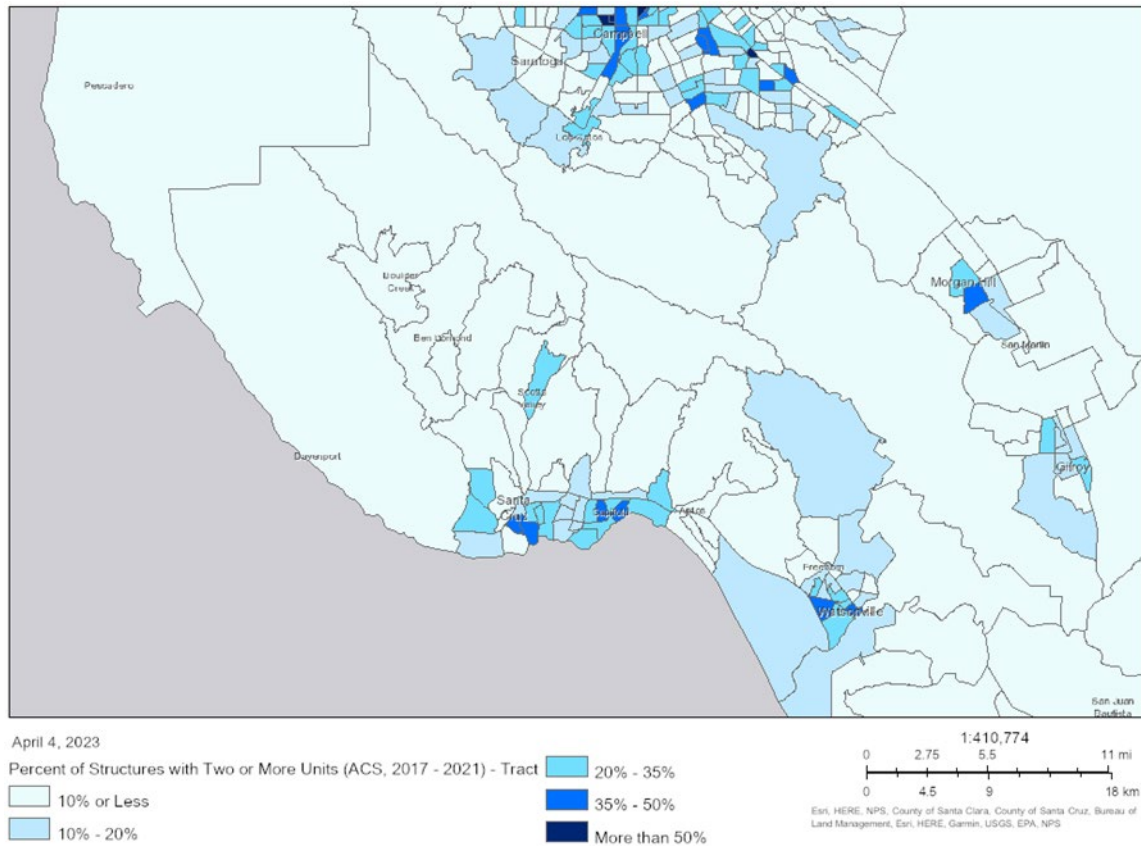 Campbell
Saratoga
Pescadero
Los Gatos
Boulder
Creek
Morgan Hill
Ben Lomond
San Martin
Scotts
Valley
Davenport
Gilroy
Santa
Cruz
Capitola
Aptos
Freedom
Watsonville
San Juan
Bautista
April 4, 2023
Percent of Structures with Two or More Units (ACS, 2017 - 2021) - Tract
10% or Less
10% - 20%
20% - 35%
35% - 50%
More than 50%
1:410,774
0 2.75 5.5 11 mi
0 4.5 9 18 km
Esri, HERE, NPS, County of Santa Clara, County of Santa Cruz, Bureau of
Land Management, Esri, HERE, Garmin, USGS, EPA, NPS